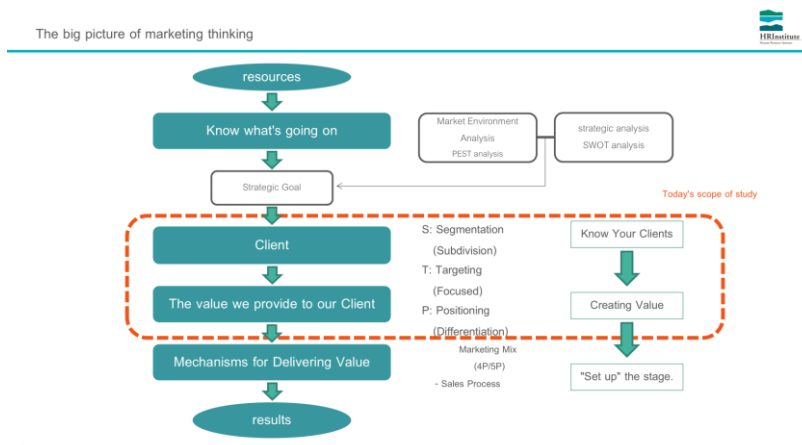 The big picture of marketing thinking
HRInstitute
resources
Know what's going on
Market Environment
Analysis
PEST analysis
strategic analysis
SWOT analysis
Strategic Goal
Today's scope of study
Client
S: Segmentation
(Subdivision)
T: Targeting
(Focused)
P: Positioning
(Differentiation)
Know Your Clients
The value we provide to our Client
Creating Value
Mechanisms for Delivering Value
Marketing Mix
(4P/5P)
- Sales Process
"Set up" the stage.
results